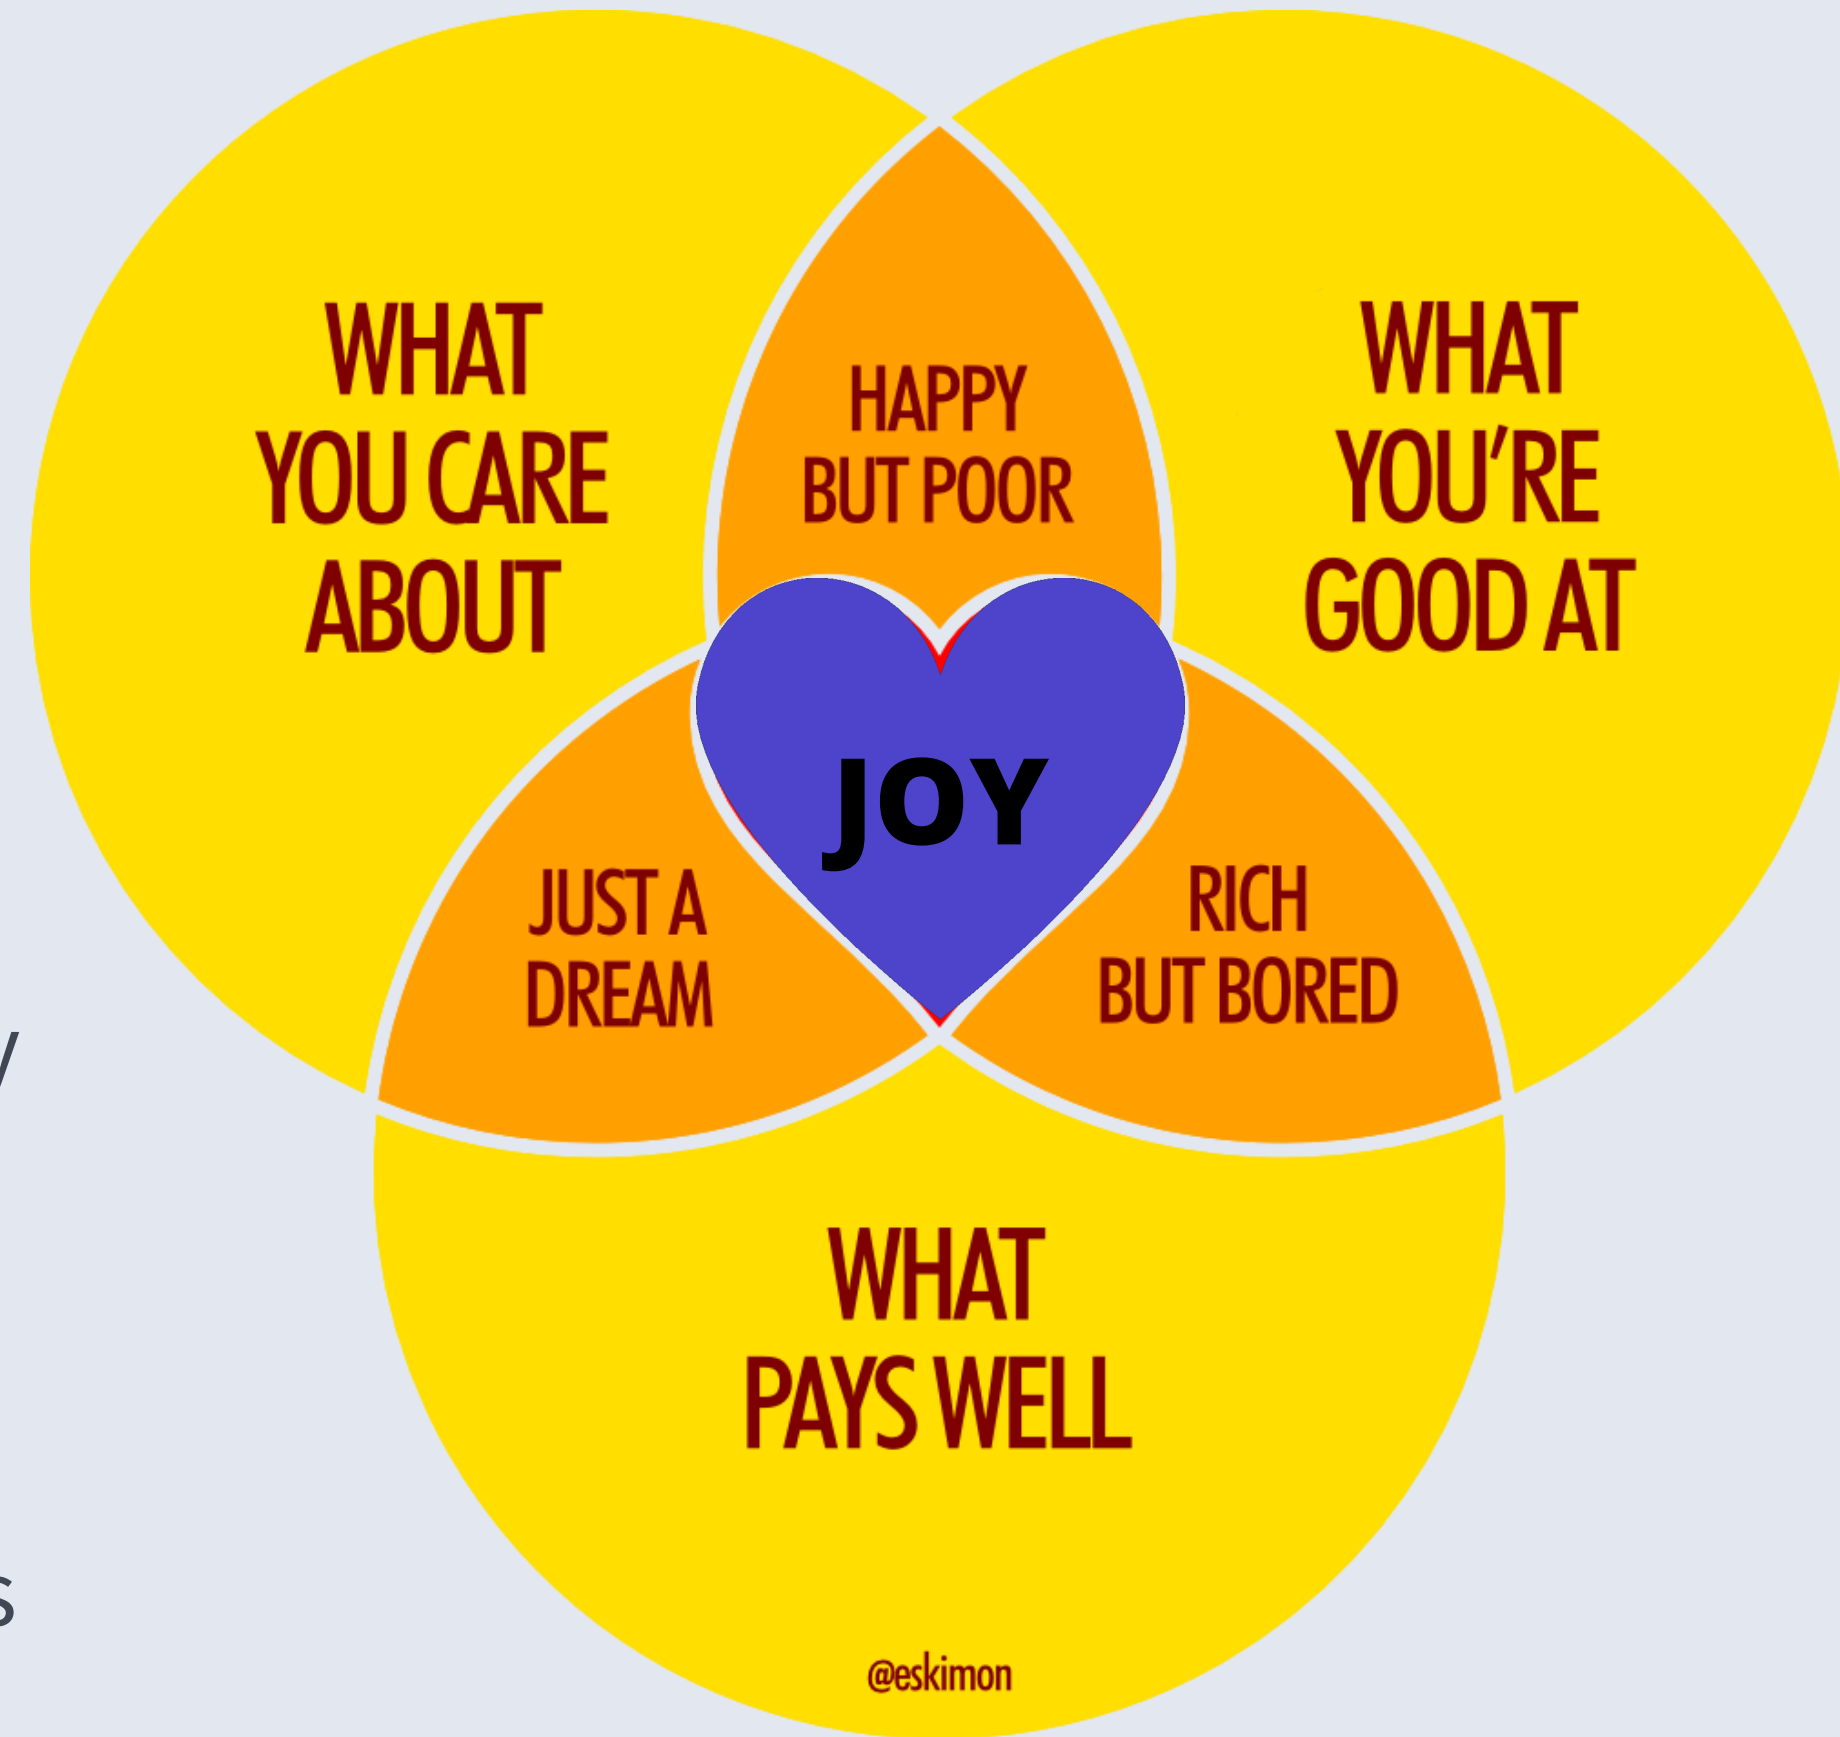 WHAT
YOU CARE
ABOUT
HAPPY
BUT POOR
WHAT
YOU'RE
GOOD AT
JOY
JUST A
DREAM
RICH
BUT BORED
WHAT
PAYS WELL
@eskimon